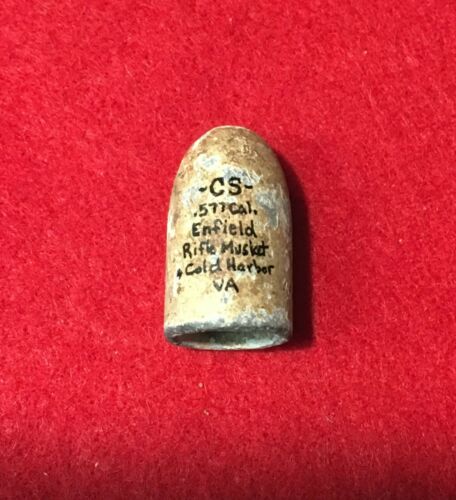 -CS-
.577 Cal.
Enfield
Rifle Musket
Cold Harbor
VA